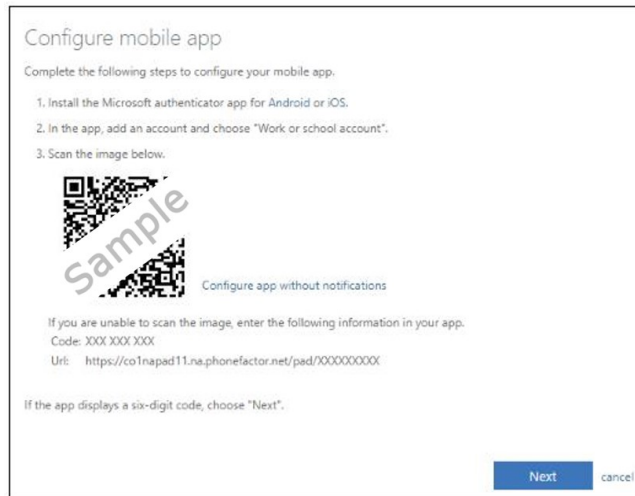 Configure mobile app
Complete the following steps to configure your mobile app.
1. Install the Microsoft authenticator app for Android or iOS.
2. In the app, add an account and choose "Work or school account".
3. Scan the image below.
Sample
Configure app without notifications
If you are unable to scan the image, enter the following information in your app.
Code: XXX XXX XXX
Url: https://co1napad11.na.phonefactor.net/pad/XXXXXXXXX
If the app displays a six-digit code, choose "Next".
Next cancel